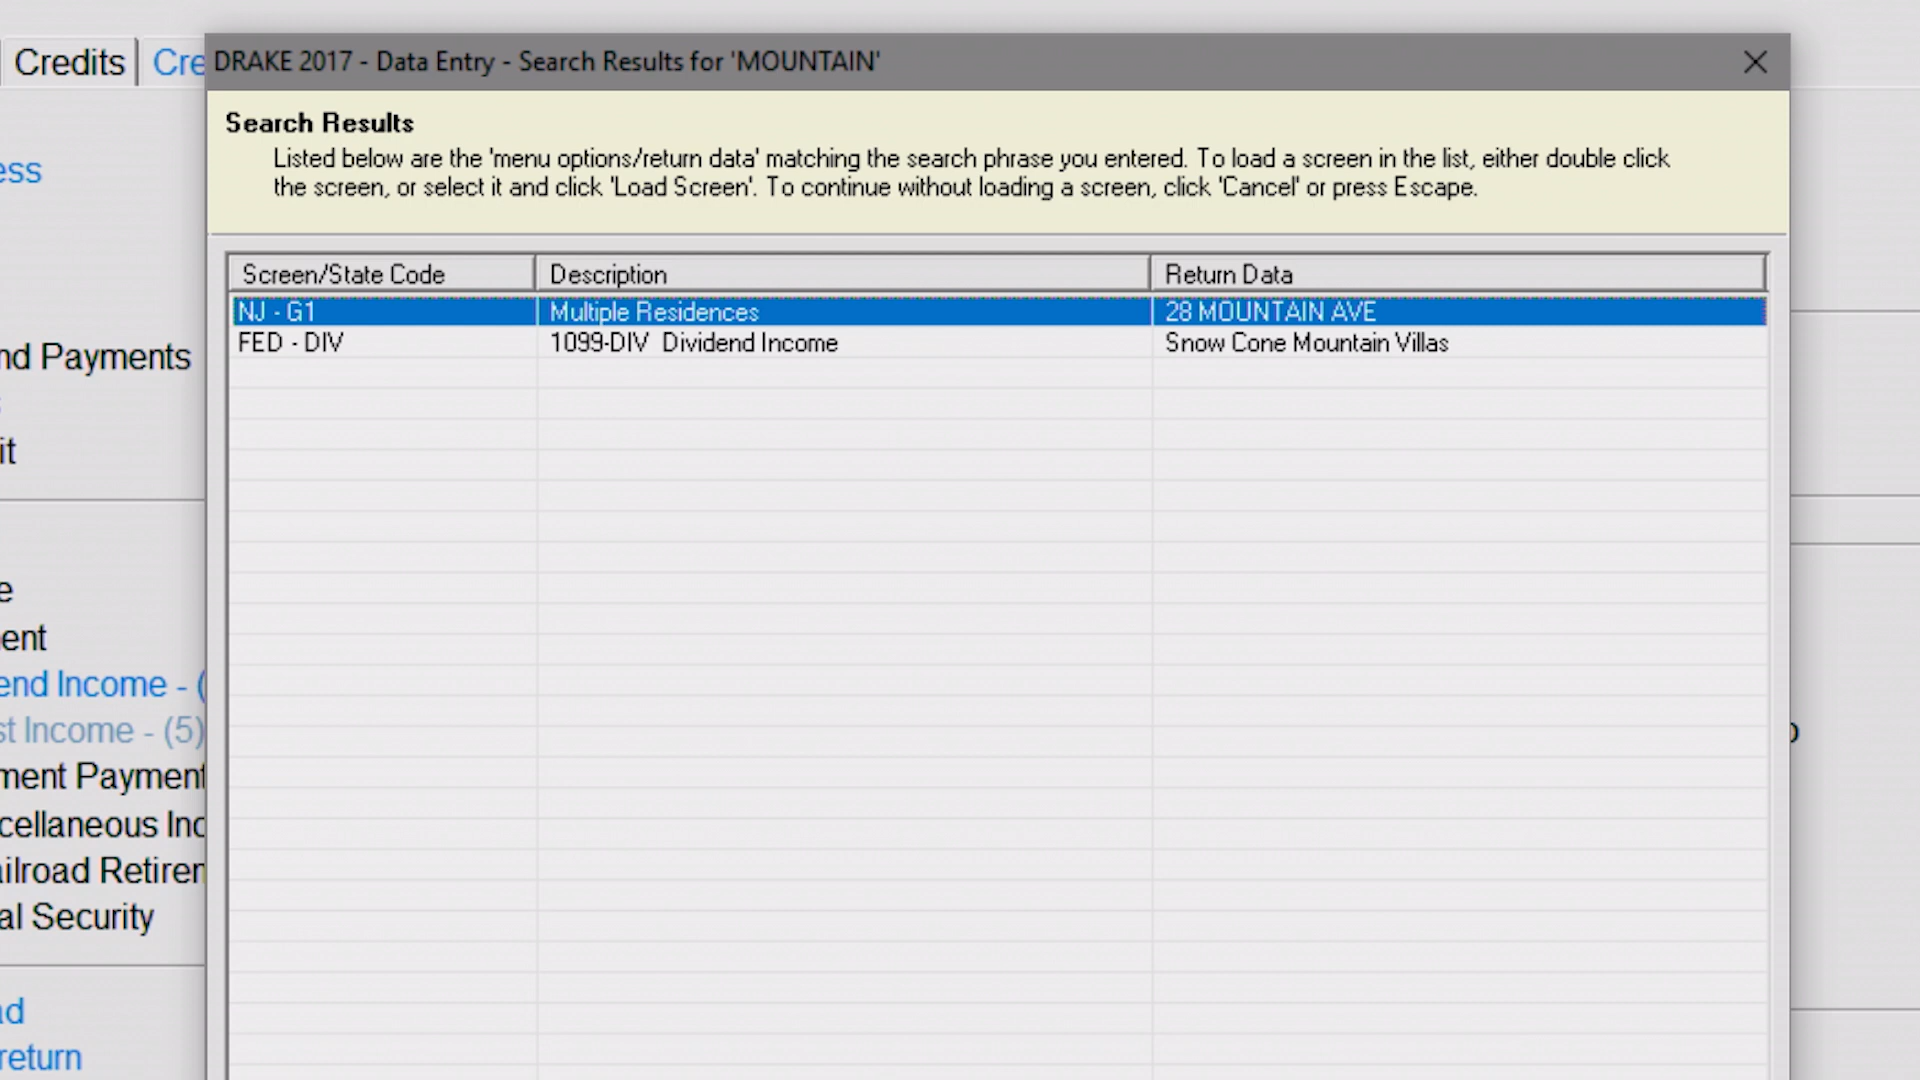 Credits
Cre
DRAKE 2017 - Data Entry - Search Results for 'MOUNTAIN'
Search Results
Listed below are the 'menu options/return data' matching the search phrase you entered. To load a screen in the list, either double click
the screen, or select it and click 'Load Screen'. To continue without loading a screen, click 'Cancel' or press Escape.
Screen/State Code Description Return Data
NJ - G1 Multiple Residences 28 MOUNTAIN AVE
FED - DIV 1099-DIV Dividend Income Snow Cone Mountain Villas
ess
nd Payments
it
e
ent
end Income - (
st Income - (5)
ment Payment
cellaneous Inc
ailroad Retirem
al Security
ad
return